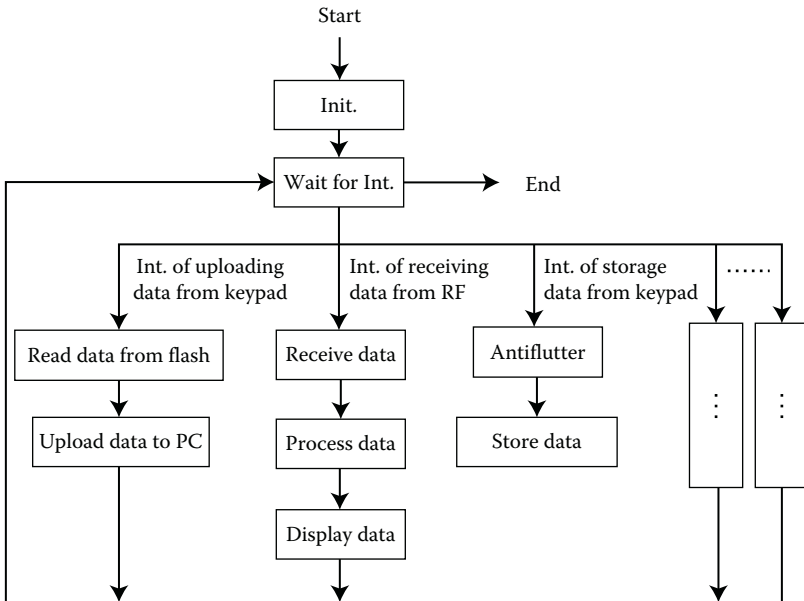 Start
Init.
Wait for Int.
End
Int. of uploading
data from keypad
Int. of receiving
data from RF
Int. of storage
data from keypad
.......
Read data from flash
Receive data
Antiflutter
⋮
⋮
Upload data to PC
Process data
Store data
Display data